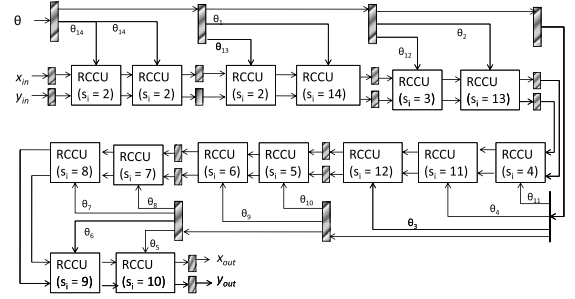 θ
θ₁₄ θ₁₄
θ₁
θ₁₃
θ₂
θ₁₂
xᵢₙ
yᵢₙ
RCCU (sᵢ = 2)
RCCU (sᵢ = 2)
RCCU (sᵢ = 2)
RCCU (sᵢ = 14)
RCCU (sᵢ = 3)
RCCU (sᵢ = 13)
RCCU (sᵢ = 8)
RCCU (sᵢ = 7)
RCCU (sᵢ = 6)
RCCU (sᵢ = 5)
RCCU (sᵢ = 12)
RCCU (sᵢ = 11)
RCCU (sᵢ = 4)
θ₇
θ₈
θ₉
θ₁₀
θ₃
θ₄
θ₁₁
θ₆
θ₅
RCCU (sᵢ = 9)
RCCU (sᵢ = 10)
xₒᵤₜ
yₒᵤₜ